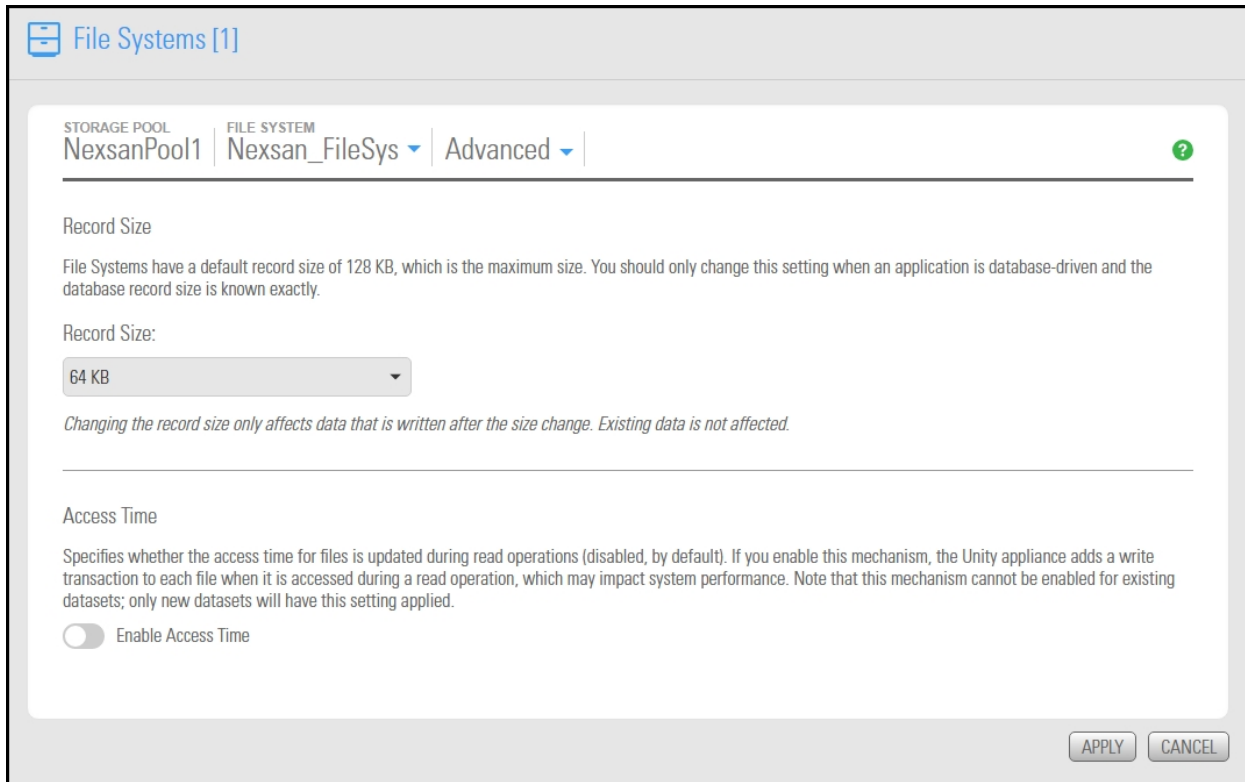 File Systems [1]
STORAGE POOL
NexsanPool1
FILE SYSTEM
Nexsan_FileSys
Advanced
?
Record Size
File Systems have a default record size of 128 KB, which is the maximum size. You should only change this setting when an application is database-driven and the
database record size is known exactly.
Record Size:
64 KB
Changing the record size only affects data that is written after the size change. Existing data is not affected.
Access Time
Specifies whether the access time for files is updated during read operations (disabled, by default). If you enable this mechanism, the Unity appliance adds a write
transaction to each file when it is accessed during a read operation, which may impact system performance. Note that this mechanism cannot be enabled for existing
datasets; only new datasets will have this setting applied.
Enable Access Time
APPLY
CANCEL